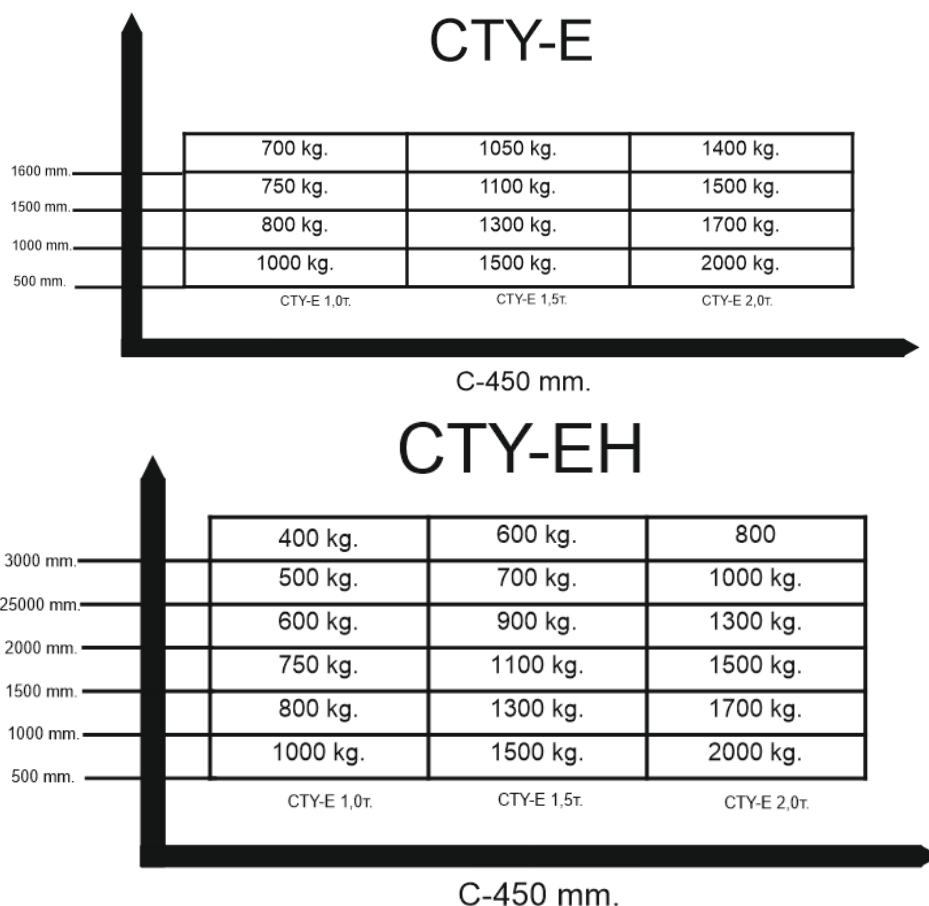 CTY-E
700 kg. 1050 kg. 1400 kg.
1600 mm.
750 kg. 1100 kg. 1500 kg.
1500 mm.
800 kg. 1300 kg. 1700 kg.
1000 mm.
1000 kg. 1500 kg. 2000 kg.
500 mm.
CTY-E 1,0т. CTY-E 1,5т. CTY-E 2,0т.
C-450 mm.
CTY-EH
400 kg. 600 kg. 800
3000 mm.
500 kg. 700 kg. 1000 kg.
25000 mm.
600 kg. 900 kg. 1300 kg.
2000 mm.
750 kg. 1100 kg. 1500 kg.
1500 mm.
800 kg. 1300 kg. 1700 kg.
1000 mm.
1000 kg. 1500 kg. 2000 kg.
500 mm.
CTY-E 1,0т. CTY-E 1,5т. CTY-E 2,0т.
C-450 mm.